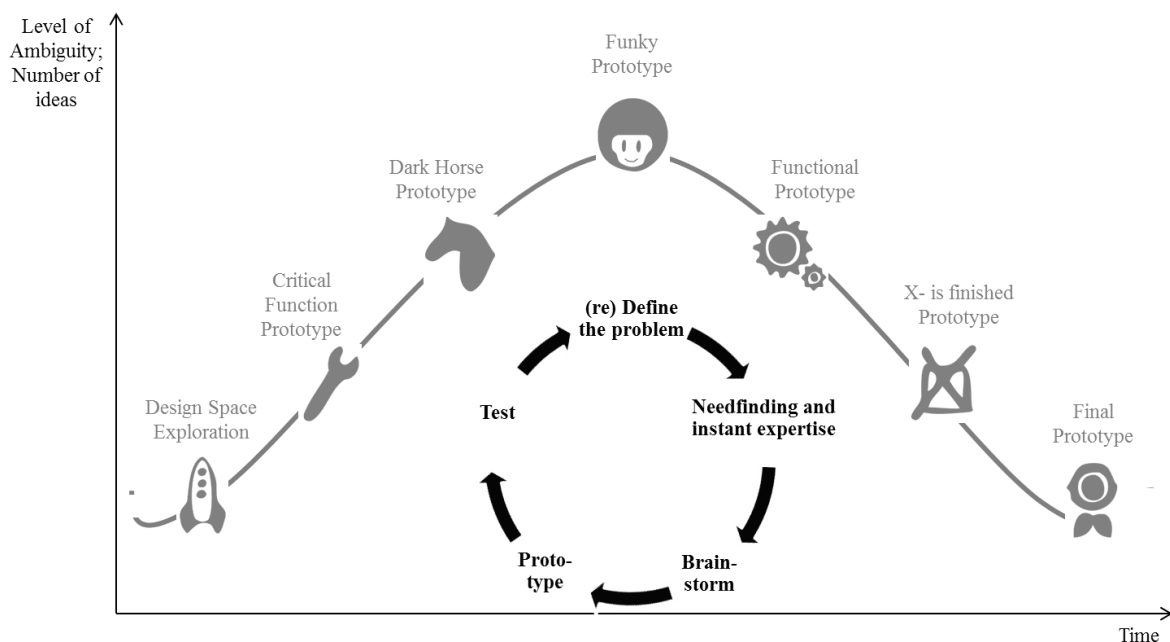 Level of
Ambiguity;
Number of
ideas
Funky
Prototype
Dark Horse
Prototype
Functional
Prototype
Critical
Function
Prototype
X- is finished
Prototype
Design Space
Exploration
Final
Prototype
(re) Define
the problem
Needfinding and
instant expertise
Brain-
storm
Proto-
type
Test
Time